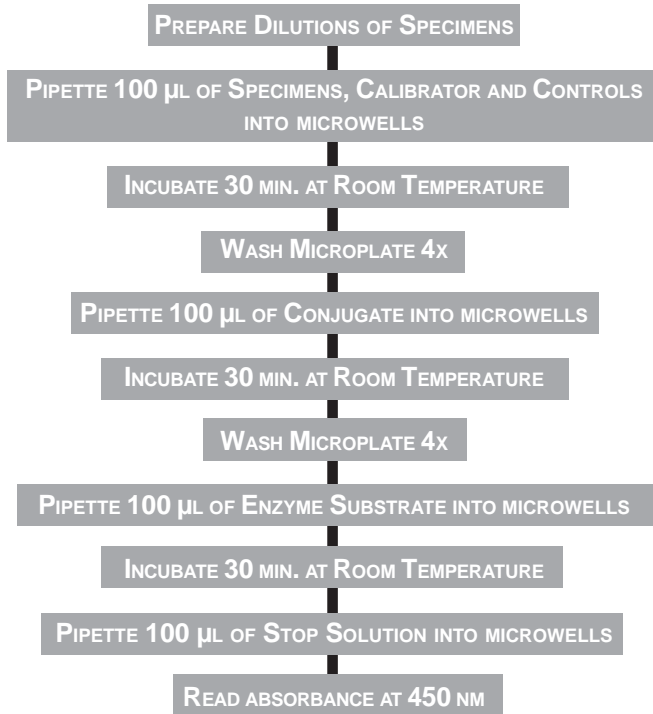 Prepare Dilutions of Specimens
Pipette 100 µl of Specimens, Calibrator and Controls
into microwells
Incubate 30 min. at Room Temperature
Wash Microplate 4x
Pipette 100 µl of Conjugate into microwells
Incubate 30 min. at Room Temperature
Wash Microplate 4x
Pipette 100 µl of Enzyme Substrate into microwells
Incubate 30 min. at Room Temperature
Pipette 100 µl of Stop Solution into microwells
Read absorbance at 450 nm